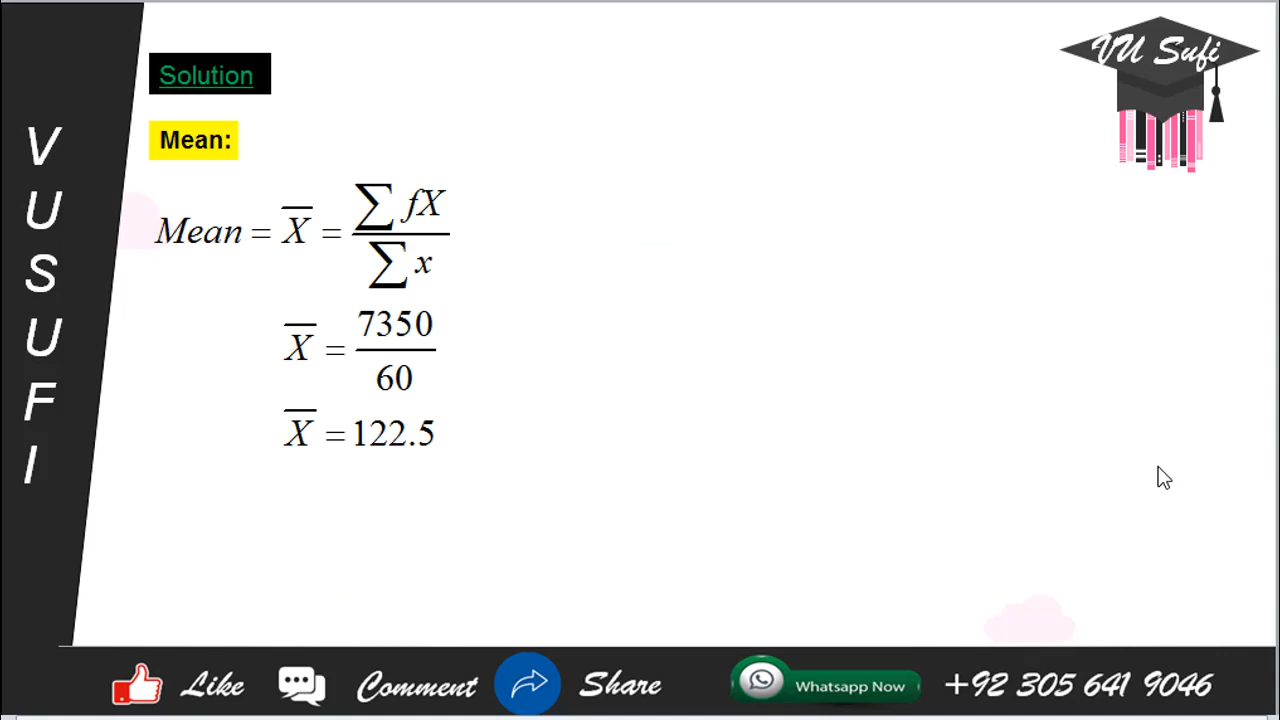 VU Sufi
Solution
Mean:
V
U
S
U
F
I
Mean = X̅ = ∑ fX / ∑ x
X̅ = 7350 / 60
X̅ = 122.5
Like Comment Share Whatsapp Now +92 305 641 9046